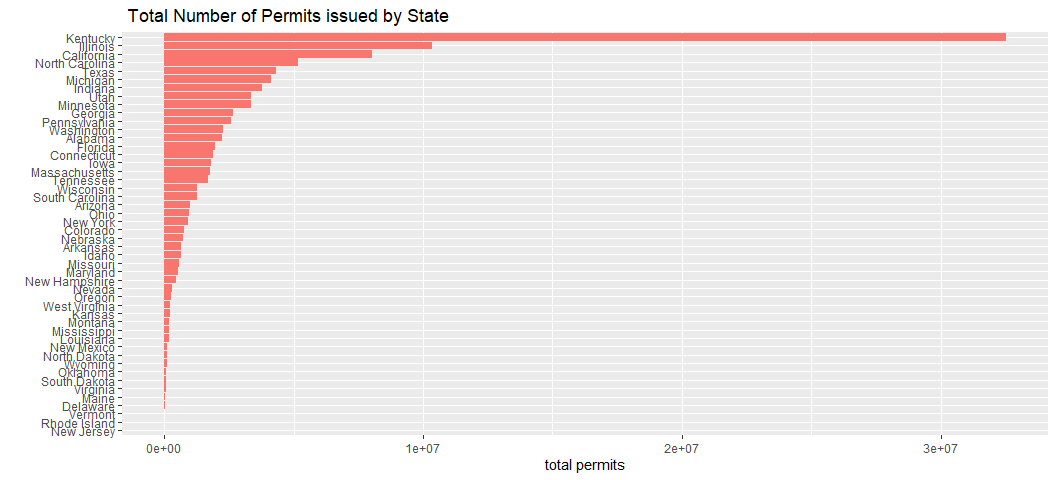 Total Number of Permits issued by State
Kentucky
Illinois
California
North Carolina
Texas
Michigan
Indiana
Utah
Minnesota
Georgia
Pennsylvania
Washington
Alabama
Florida
Connecticut
Iowa
Massachusetts
Tennessee
Wisconsin
South Carolina
Arizona
Ohio
New York
Colorado
Nebraska
Arkansas
Idaho
Missouri
Maryland
New Hampshire
Nevada
Oregon
West Virginia
Kansas
Montana
Mississippi
Louisiana
New Mexico
North Dakota
Wyoming
Oklahoma
South Dakota
Virginia
Maine
Delaware
Vermont
Rhode Island
New Jersey
0e+00 1e+07 2e+07 3e+07
total permits